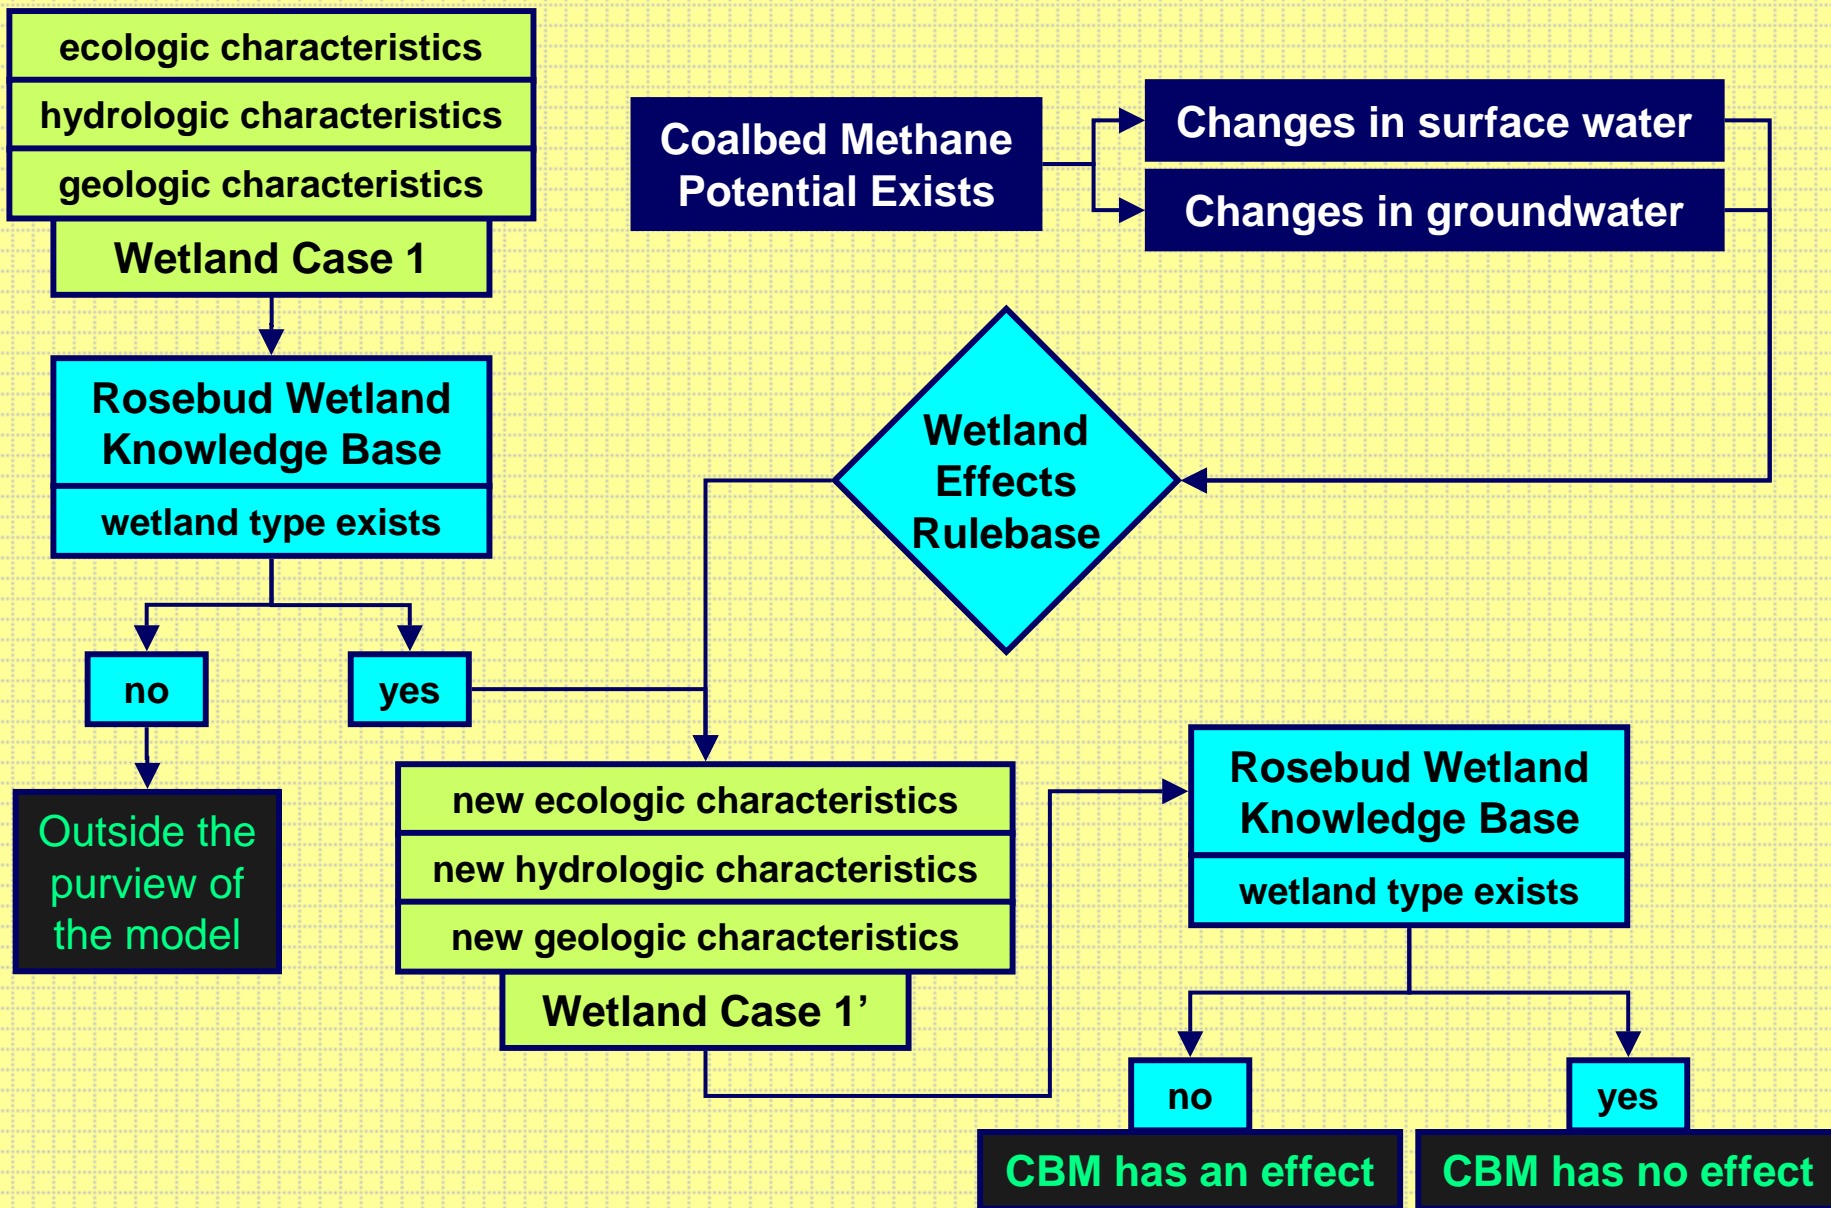 ecologic characteristics
hydrologic characteristics
geologic characteristics
Wetland Case 1
Coalbed Methane
Potential Exists
Changes in surface water
Changes in groundwater
Rosebud Wetland
Knowledge Base
wetland type exists
Wetland
Effects
Rulebase
no
yes
Outside the
purview of
the model
new ecologic characteristics
new hydrologic characteristics
new geologic characteristics
Wetland Case 1’
Rosebud Wetland
Knowledge Base
wetland type exists
no
yes
CBM has an effect
CBM has no effect